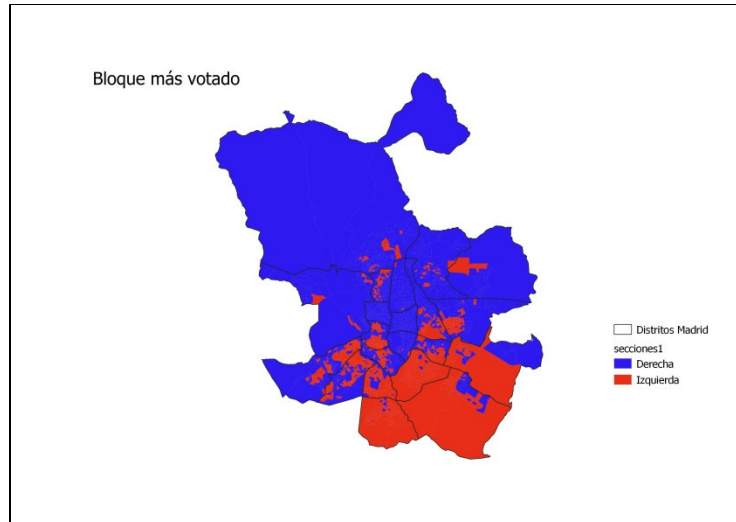 Bloque más votado
Distritos Madrid
secciones1
Derecha
Izquierda